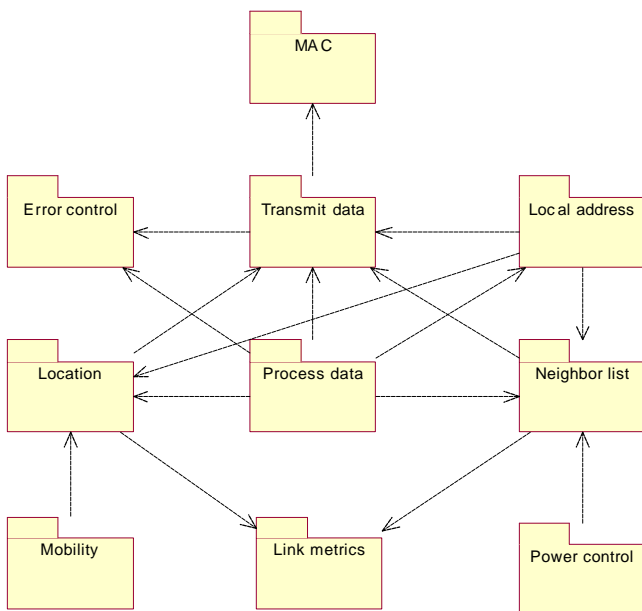 MAC
Error control
Transmit data
Local address
Location
Process data
Neighbor list
Mobility
Link metrics
Power control